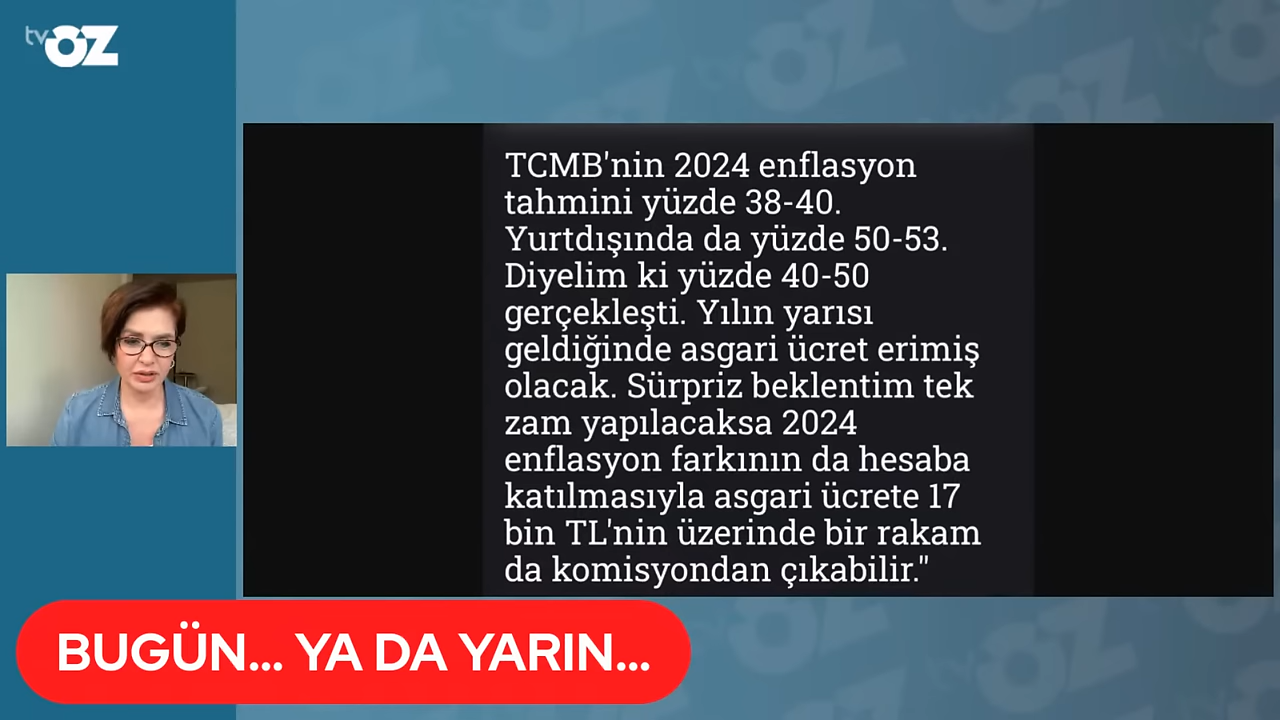 tvÖZ
TCMB'nin 2024 enflasyon
tahmini yüzde 38-40.
Yurtdışında da yüzde 50-53.
Diyelim ki yüzde 40-50
gerçekleşti. Yılın yarısı
geldiğinde asgari ücret erimiş
olacak. Sürpriz beklentim tek
zam yapılacaksa 2024
enflasyon farkının da hesaba
katılmasıyla asgari ücrete 17
bin TL'nin üzerinde bir rakam
da komisyondan çıkabilir."
BUGÜN... YA DA YARIN...